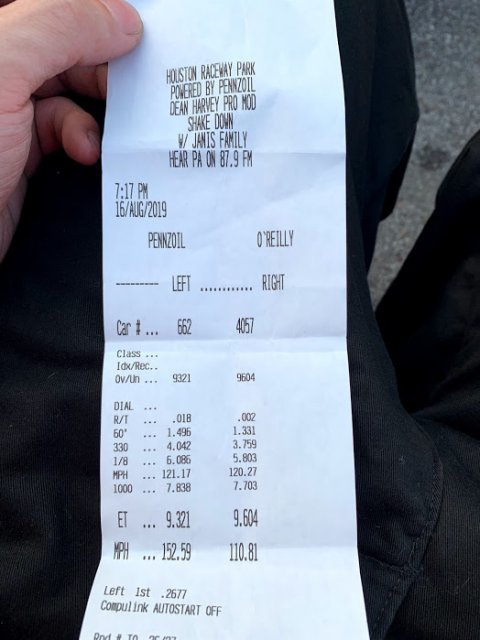 HOUSTON RACEWAY PARK
POWERED BY PENNZOIL
DEAN HARVEY PRO MOD
SHAKE DOWN
W/ JAMIS FAMILY
HEAR PA ON 87.9 FM
7:17 PM
16/AUG/2019
PENNZOIL O'REILLY
--------- LEFT ............ RIGHT
Car # ... 662 4057
Class ...
Idx/Rec..
Ov/Un ... 9321 9604
DIAL ...
R/T ... .018 .002
60' ... 1.496 1.331
330 ... 4.042 3.759
1/8 ... 6.086 5.803
MPH ... 121.17 120.27
1000 ... 7.838 7.703
ET ... 9.321 9.604
MPH ... 152.59 110.81
Left 1st .2677
Compulink AUTOSTART OFF